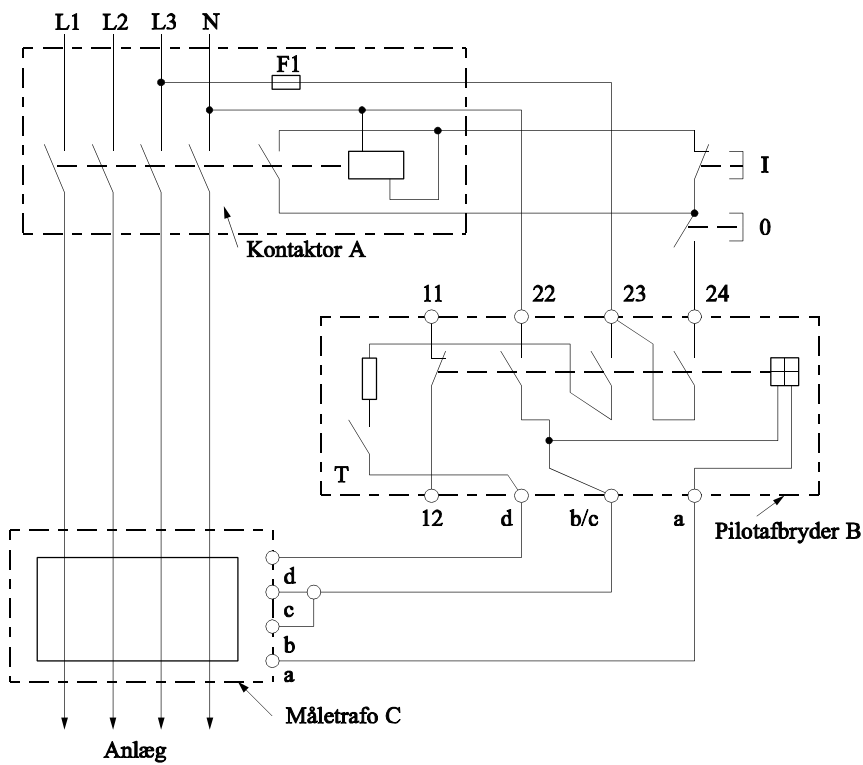 L1 L2 L3 N
F1
I
Kontaktor A
0
11 22 23 24
T
12 d b/c a
Pilotafbryder B
d
c
b
a
Måletrafo C
Anlæg